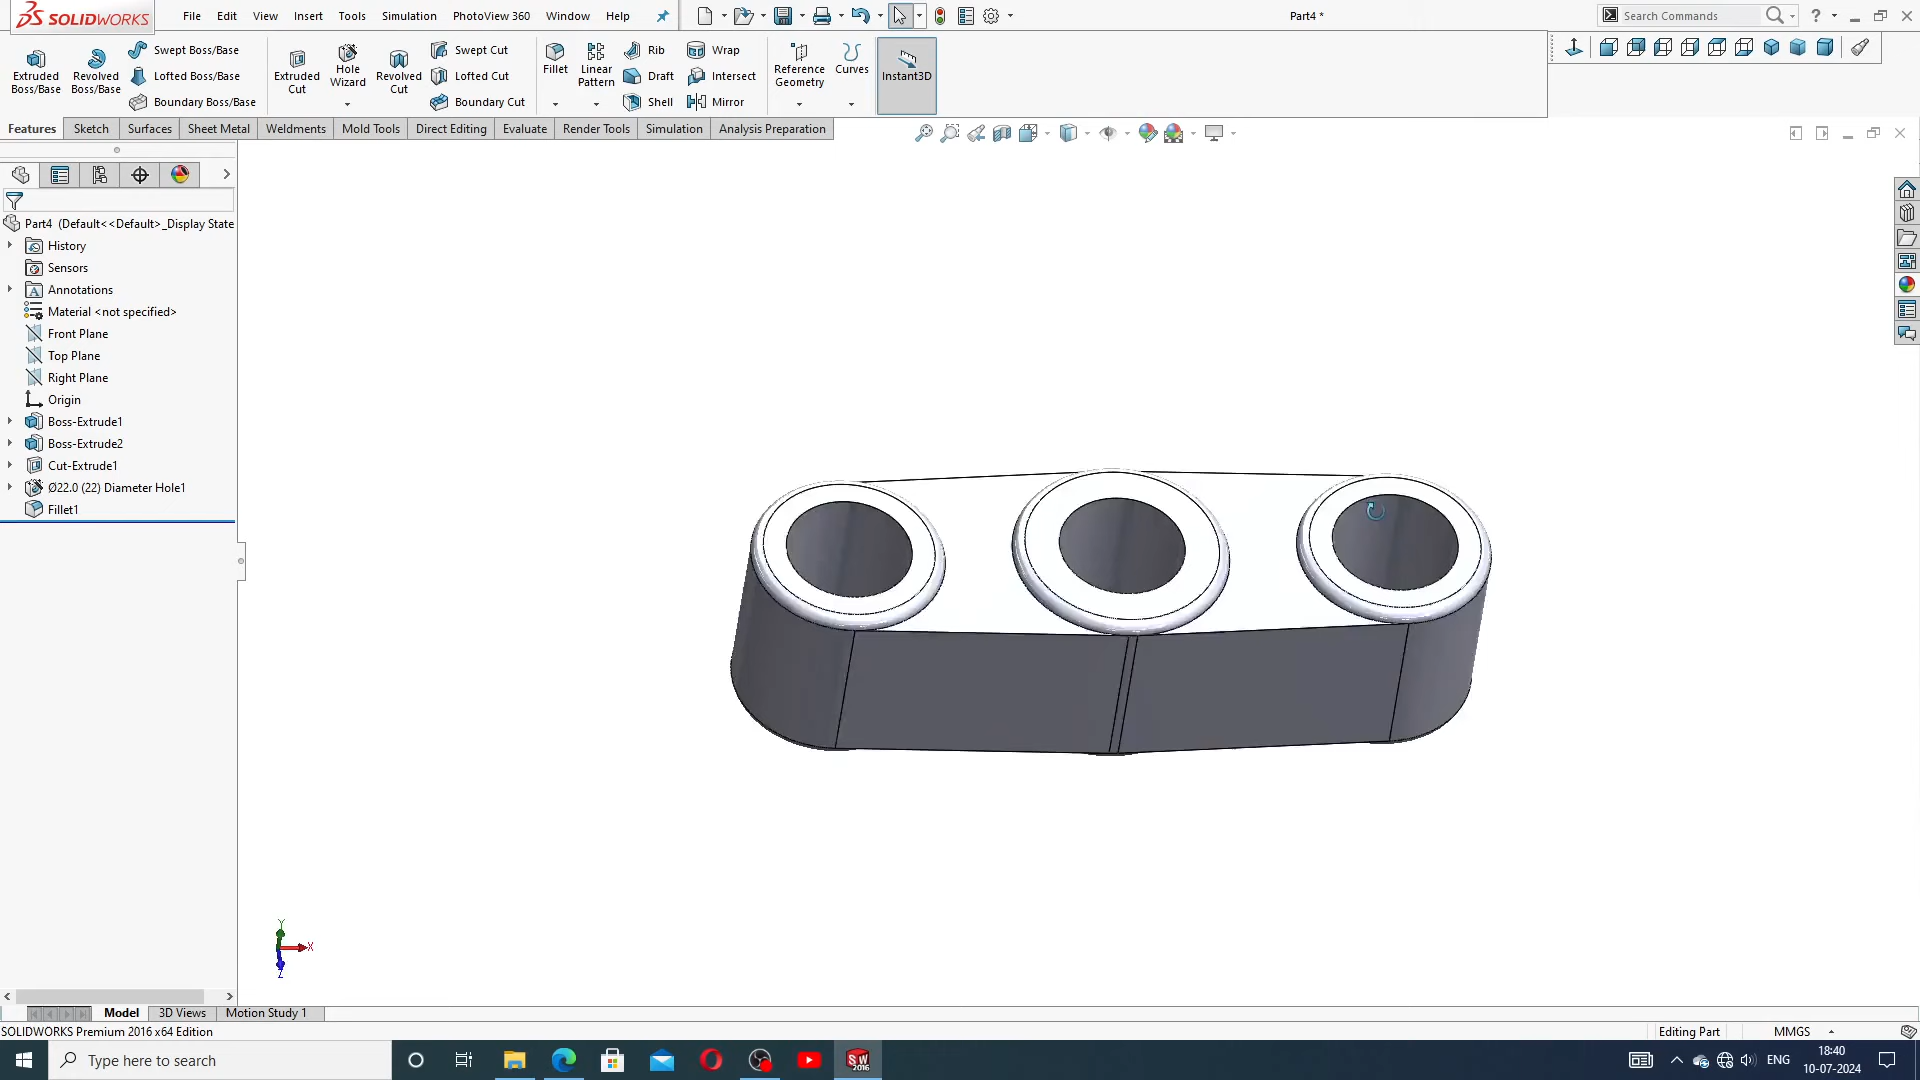 SOLIDWORKS
File Edit View Insert Tools Simulation PhotoView 360 Window Help
Part4 *
Search Commands
Extruded Boss/Base
Revolved Boss/Base
Swept Boss/Base
Lofted Boss/Base
Boundary Boss/Base
Extruded Cut
Hole Wizard
Revolved Cut
Swept Cut
Lofted Cut
Boundary Cut
Fillet
Linear Pattern
Rib
Draft
Shell
Wrap
Intersect
Mirror
Reference Geometry
Curves
Instant3D
Features Sketch Surfaces Sheet Metal Weldments Mold Tools Direct Editing Evaluate Render Tools Simulation Analysis Preparation
Part4 (Default<<Default>_Display State
History
Sensors
Annotations
Material <not specified>
Front Plane
Top Plane
Right Plane
Origin
Boss-Extrude1
Boss-Extrude2
Cut-Extrude1
Ø22.0 (22) Diameter Hole1
Fillet1
Y
X
Z
Model 3D Views Motion Study 1
SOLIDWORKS Premium 2016 x64 Edition
Editing Part
MMGS
Type here to search
SW
2016
ENG
18:40
10-07-2024